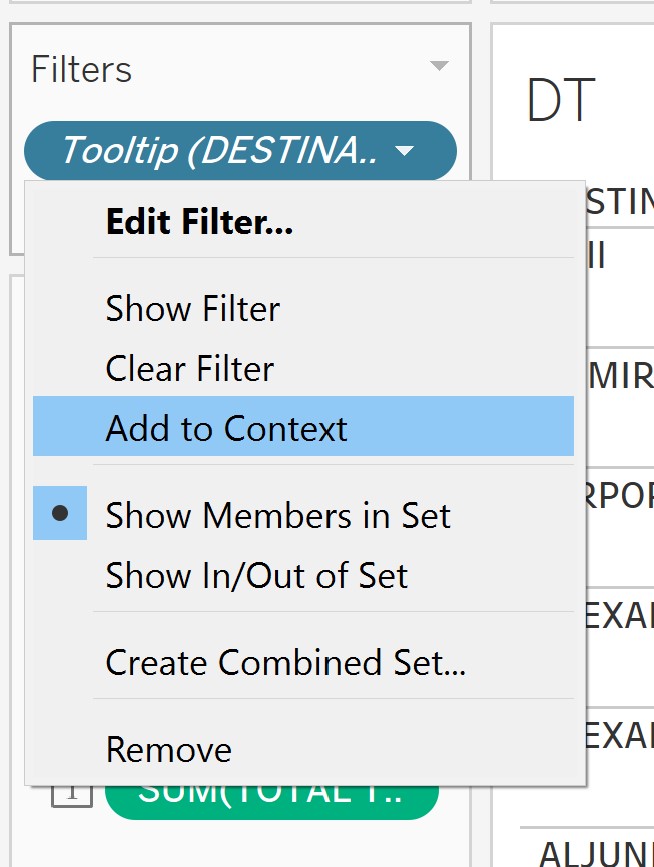 Filters
DT
Tooltip (DESTINA..
Edit Filter...
Show Filter
Clear Filter
Add to Context
Show Members in Set
Show In/Out of Set
Create Combined Set...
Remove
SUM(TOTAL T..
STIN
II
MIR
RPOR
EXAI
EXAI
ALJUNI